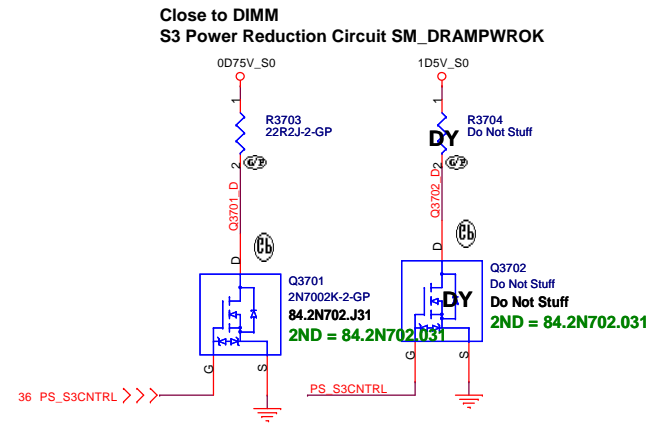 Close to DIMM
S3 Power Reduction Circuit SM_DRAMPWROK
0D75V_S0
1D5V_S0
1
R3703
22R2J-2-GP
2
G/P
Q3701_D
1
R3704
Do Not Stuff
DY
2
G/P
Q3702_D
D
Q3701
2N7002K-2-GP
84.2N702.J31
2ND = 84.2N702.031
G
S
D
Q3702
Do Not Stuff
DY
Do Not Stuff
2ND = 84.2N702.031
G
S
36 PS_S3CNTRL
PS_S3CNTRL